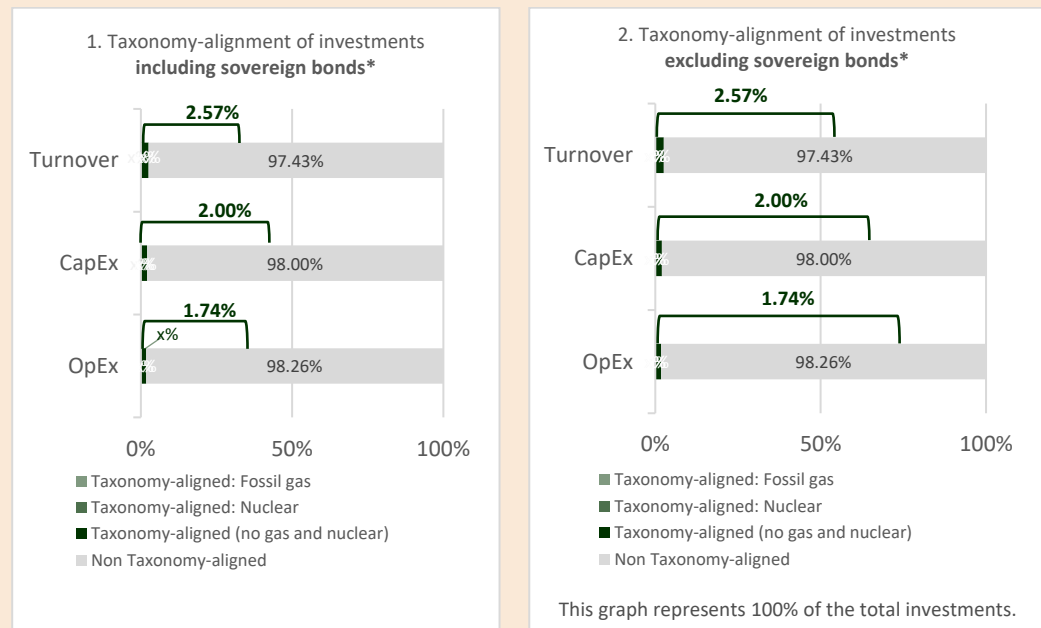 1. Taxonomy-alignment of investments
including sovereign bonds*
2.57%
Turnover
97.43%
2.00%
CapEx
98.00%
1.74%
x%
OpEx
98.26%
0%
50%
100%
Taxonomy-aligned: Fossil gas
Taxonomy-aligned: Nuclear
Taxonomy-aligned (no gas and nuclear)
Non Taxonomy-aligned
2. Taxonomy-alignment of investments
excluding sovereign bonds*
2.57%
Turnover
97.43%
2.00%
CapEx
98.00%
1.74%
OpEx
98.26%
0%
50%
100%
Taxonomy-aligned: Fossil gas
Taxonomy-aligned: Nuclear
Taxonomy-aligned (no gas and nuclear)
Non Taxonomy-aligned
This graph represents 100% of the total investments.